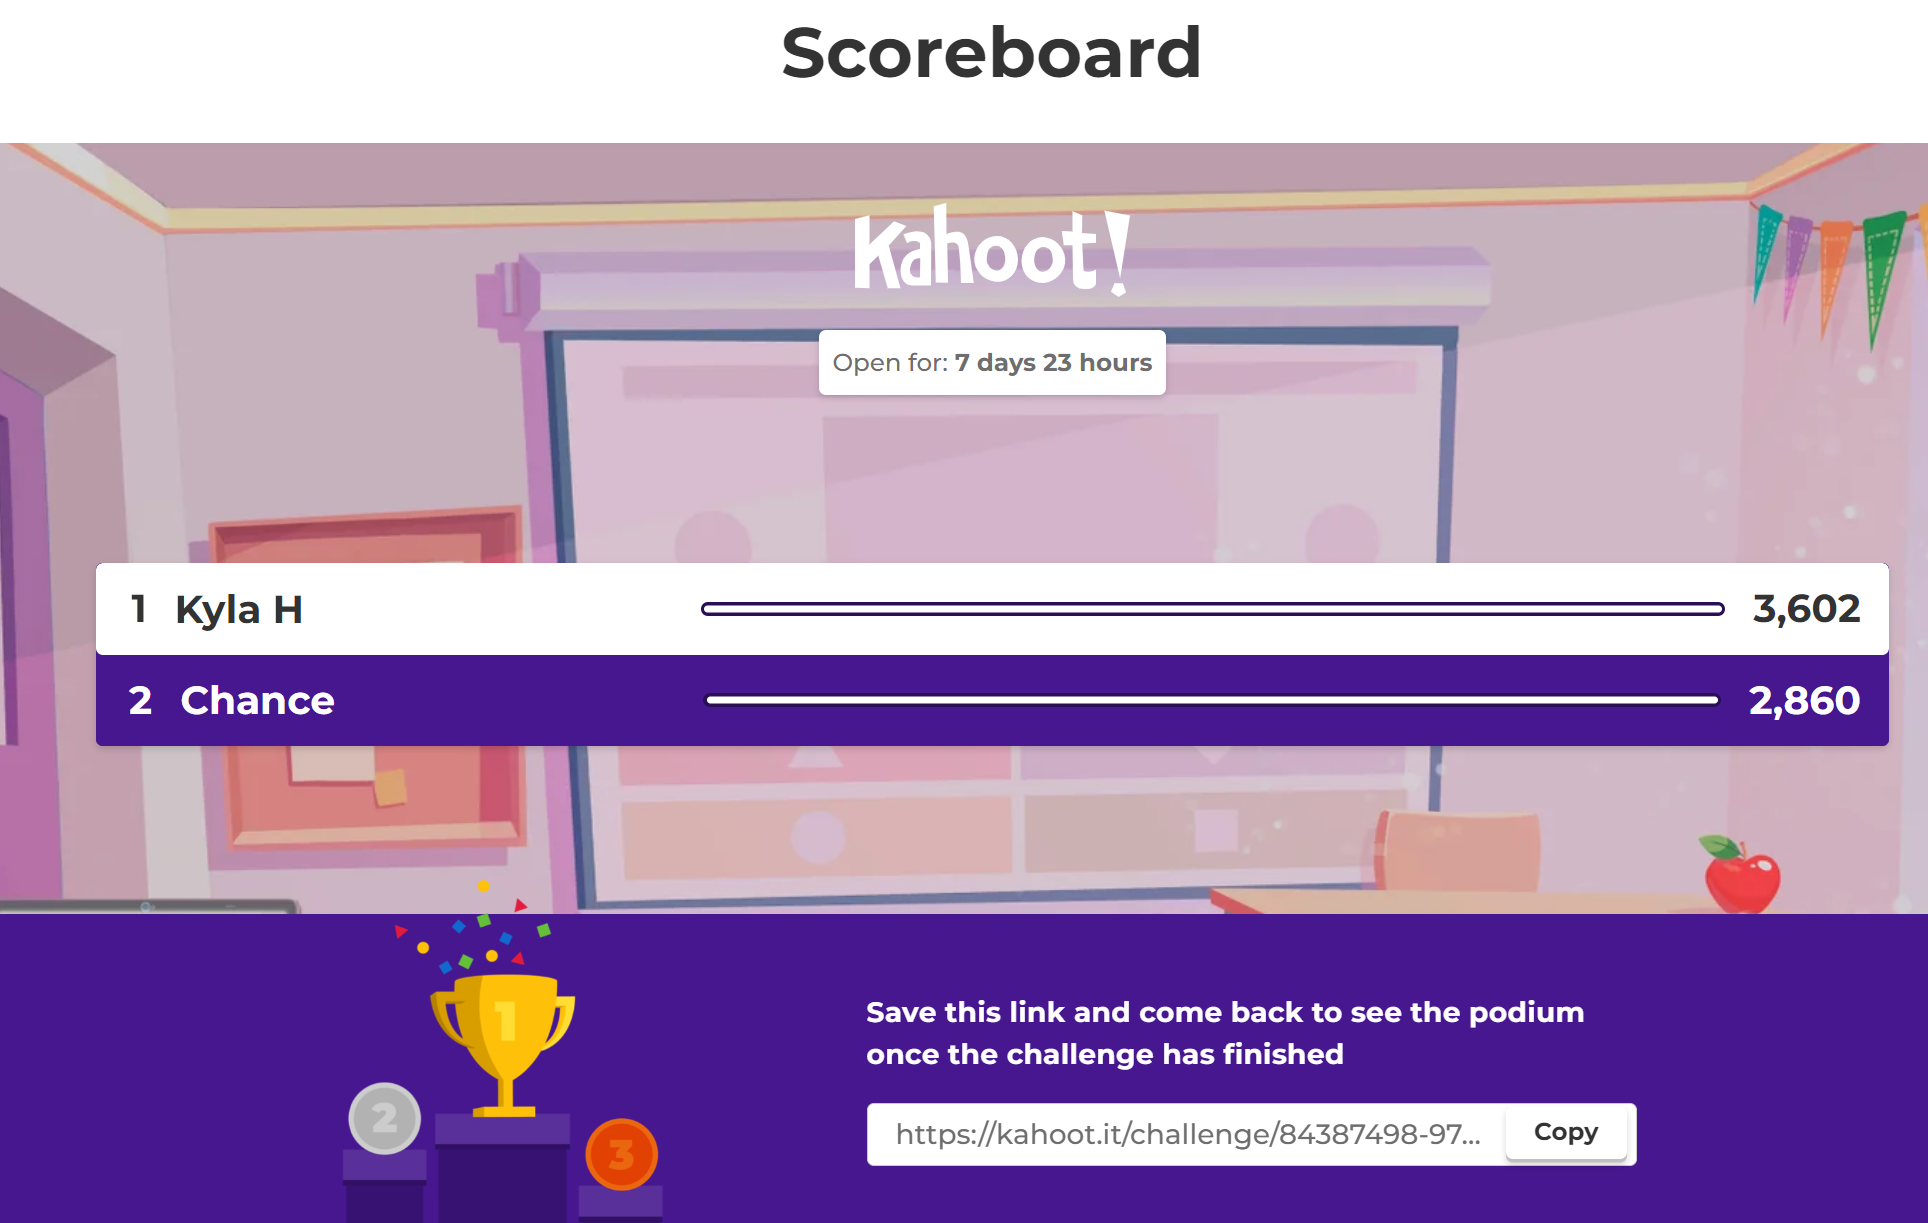 Scoreboard
Kahoot!
Open for: 7 days 23 hours
1 Kyla H 3,602
2 Chance 2,860
1
2
3
Save this link and come back to see the podium
once the challenge has finished
https://kahoot.it/challenge/84387498-97... Copy